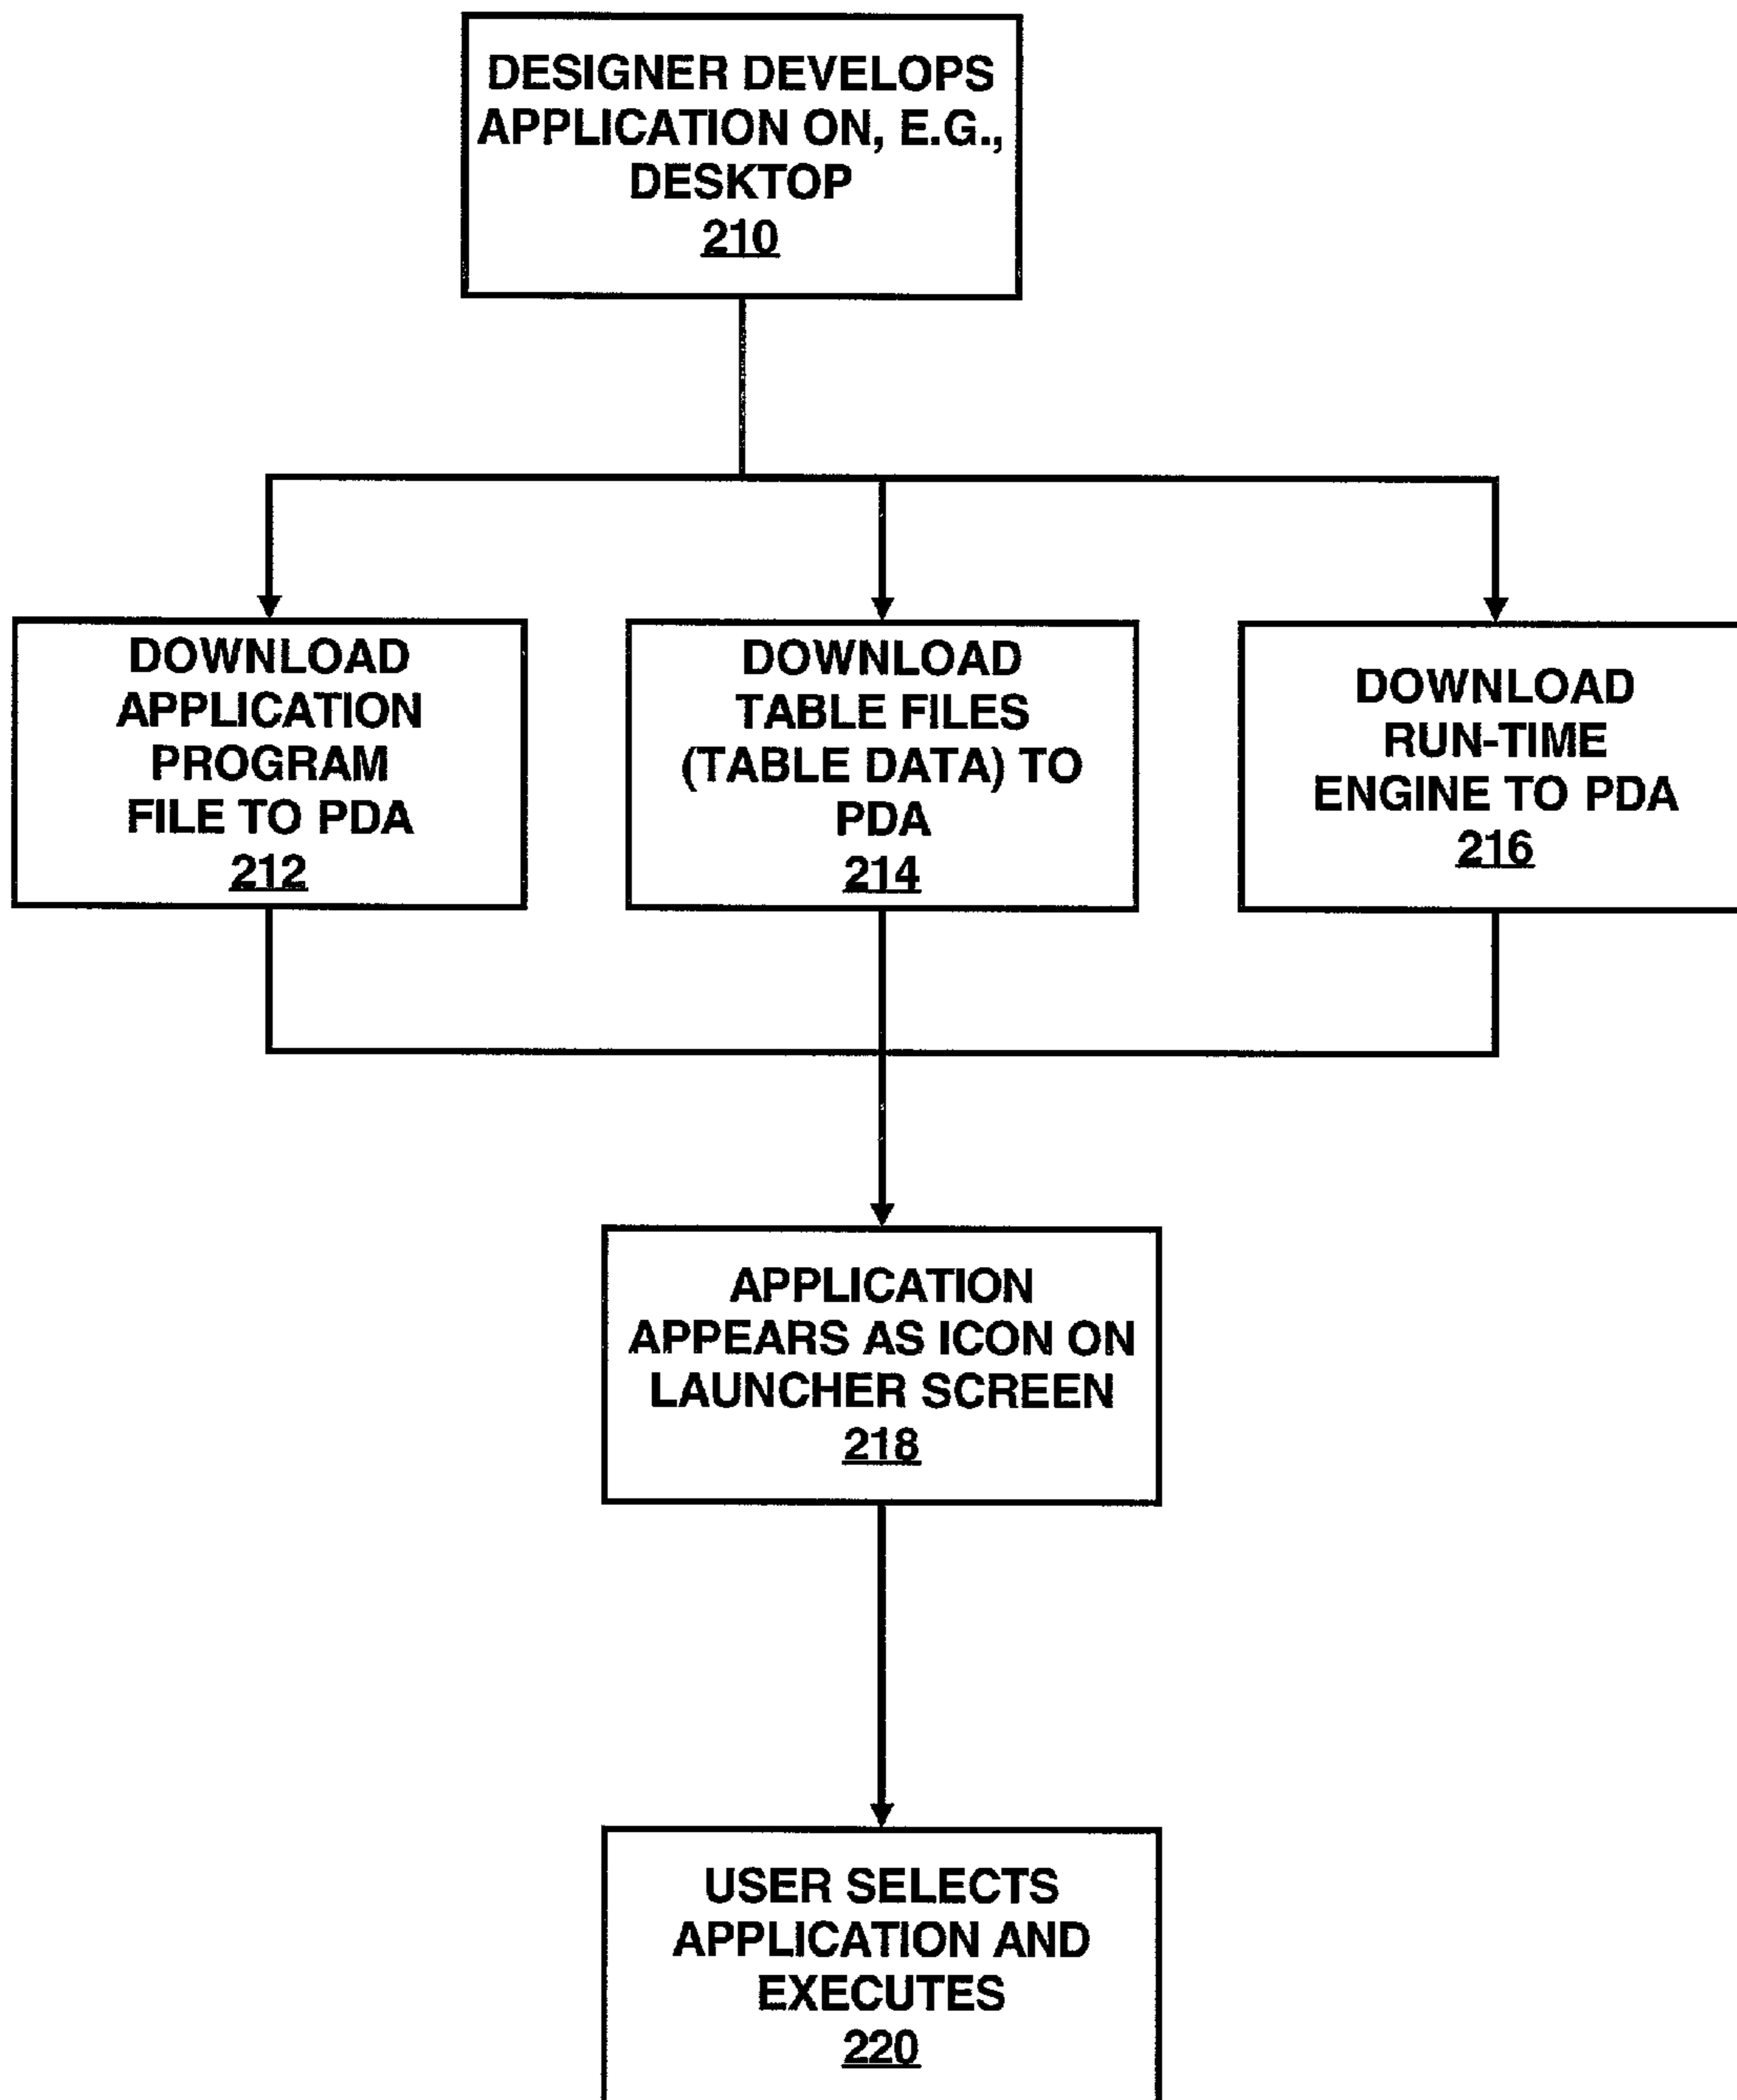 DESIGNER DEVELOPS
APPLICATION ON, E.G.,
DESKTOP
210
DOWNLOAD
APPLICATION
PROGRAM
FILE TO PDA
212
DOWNLOAD
TABLE FILES
(TABLE DATA) TO
PDA
214
DOWNLOAD
RUN-TIME
ENGINE TO PDA
216
APPLICATION
APPEARS AS ICON ON
LAUNCHER SCREEN
218
USER SELECTS
APPLICATION AND
EXECUTES
220